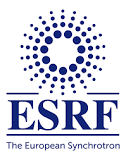 ESRF
The European Synchrotron